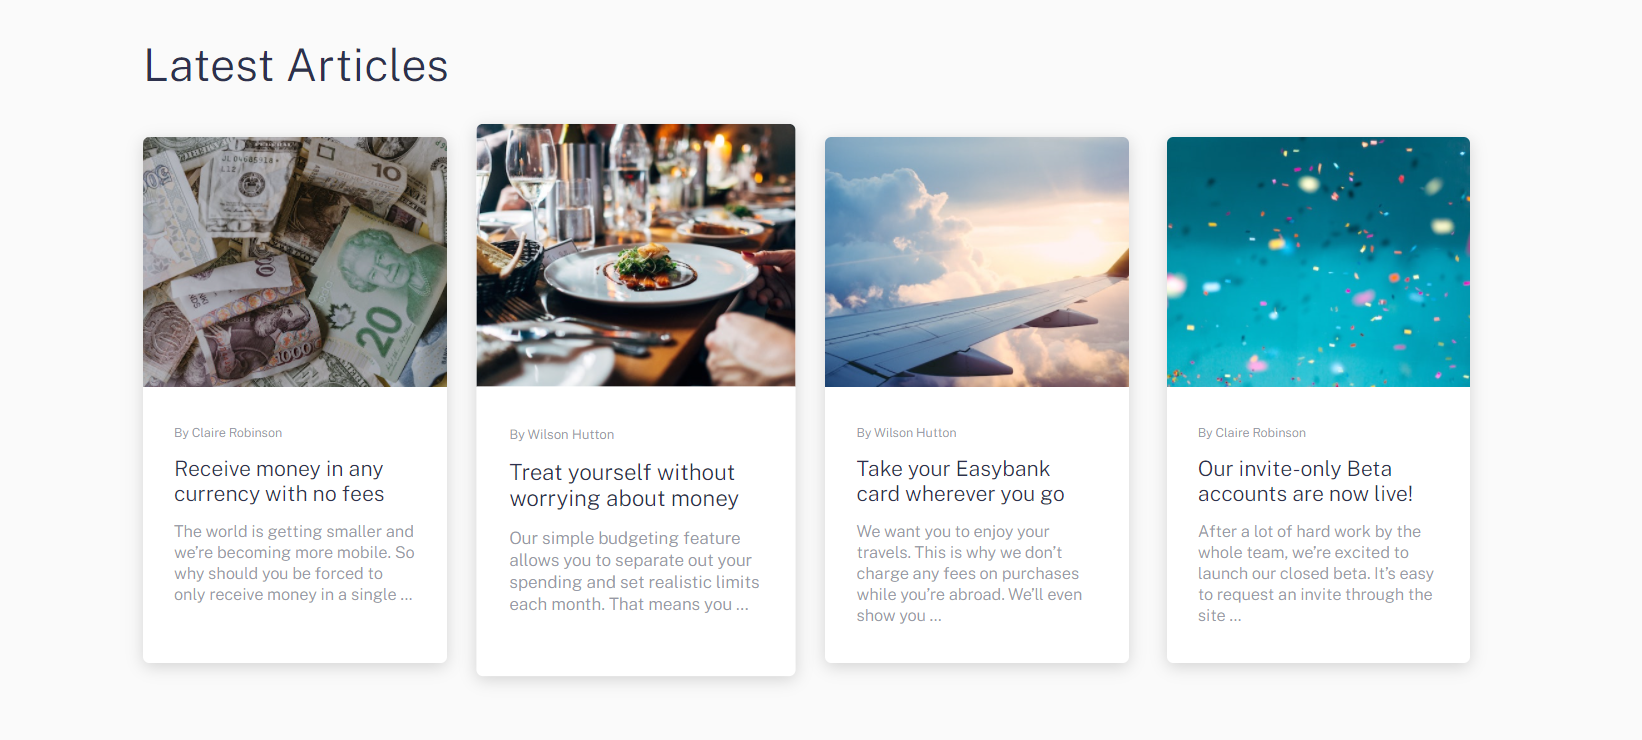 Latest Articles
JL 04685918
L12
10
20
1000
By Claire Robinson
Receive money in any
currency with no fees
The world is getting smaller and
we’re becoming more mobile. So
why should you be forced to
only receive money in a single ...
By Wilson Hutton
Treat yourself without
worrying about money
Our simple budgeting feature
allows you to separate out your
spending and set realistic limits
each month. That means you ...
By Wilson Hutton
Take your Easybank
card wherever you go
We want you to enjoy your
travels. This is why we don’t
charge any fees on purchases
while you’re abroad. We’ll even
show you ...
By Claire Robinson
Our invite-only Beta
accounts are now live!
After a lot of hard work by the
whole team, we’re excited to
launch our closed beta. It’s easy
to request an invite through the
site ...